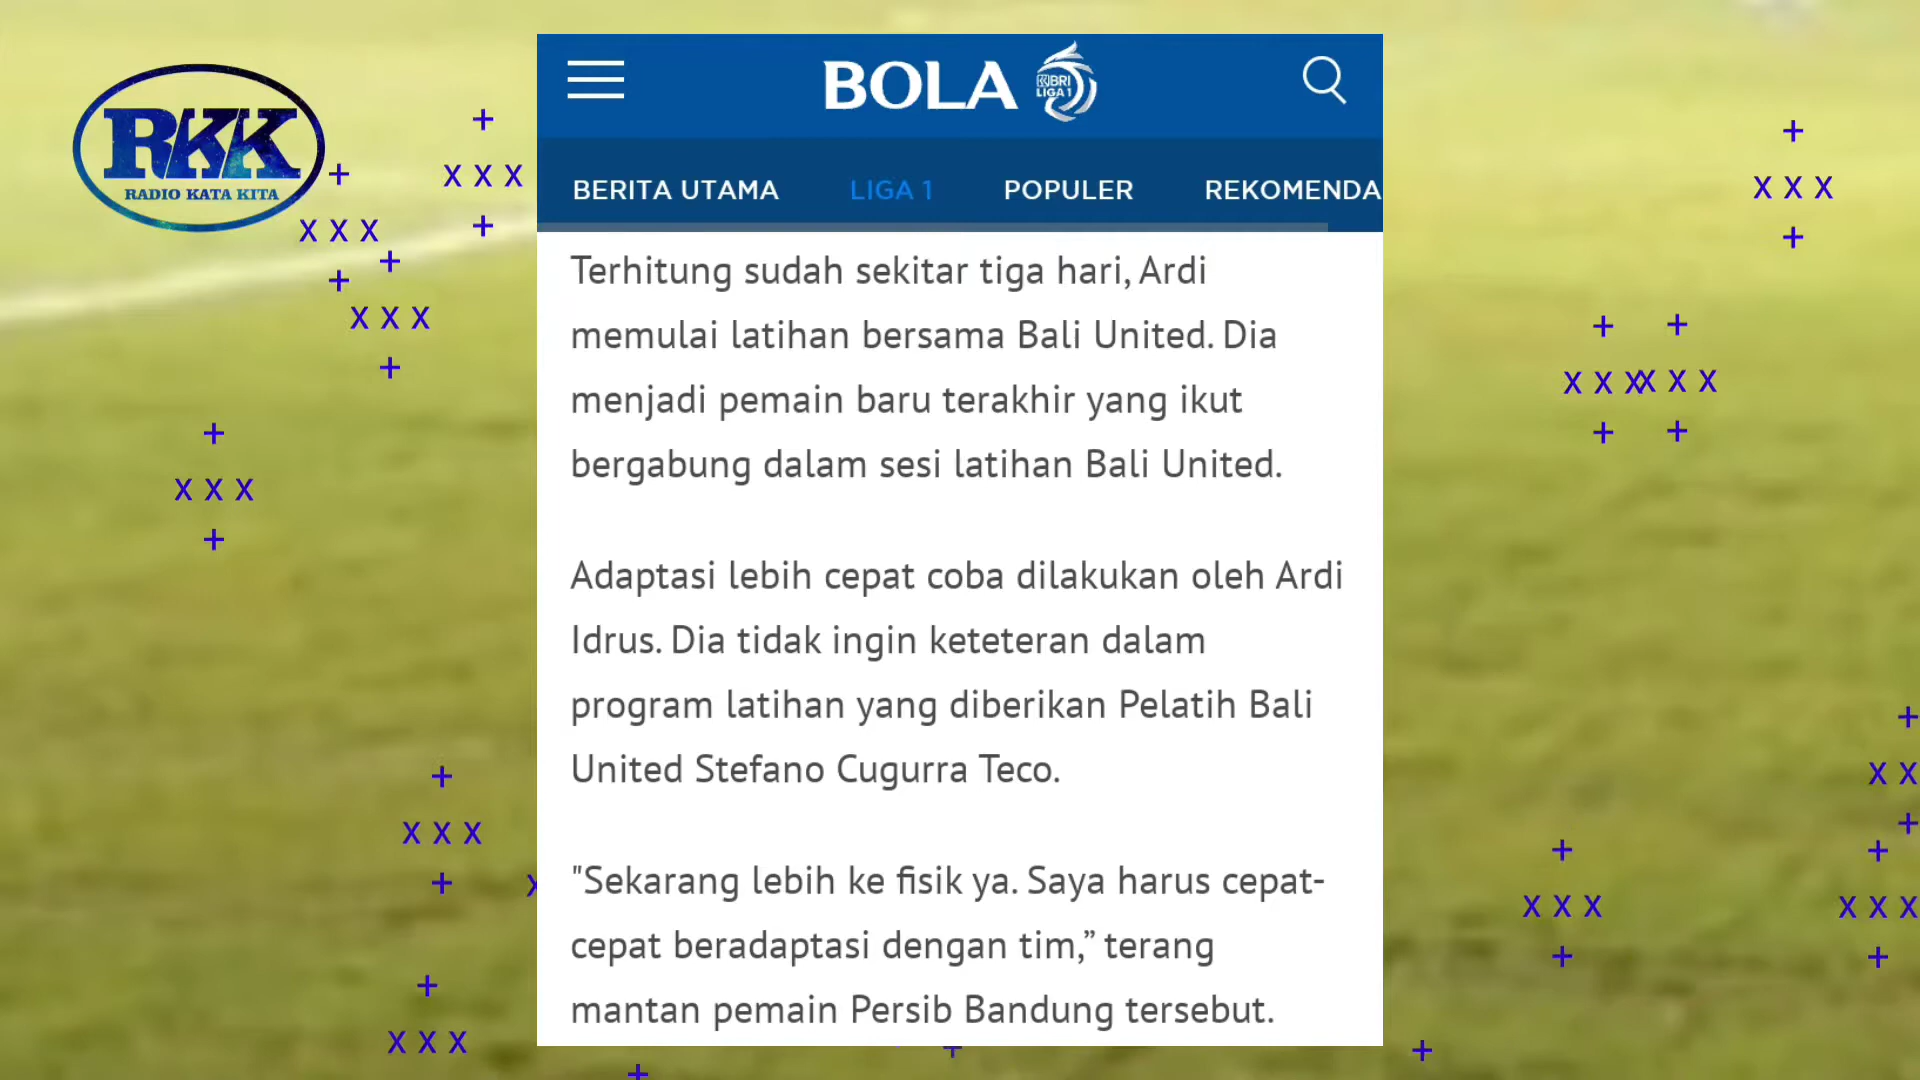 RKK
RADIO KATA KITA
BOLA
BRI
LIGA 1
BERITA UTAMA LIGA 1 POPULER REKOMENDA
Terhitung sudah sekitar tiga hari, Ardi
memulai latihan bersama Bali United. Dia
menjadi pemain baru terakhir yang ikut
bergabung dalam sesi latihan Bali United.
Adaptasi lebih cepat coba dilakukan oleh Ardi
Idrus. Dia tidak ingin keteteran dalam
program latihan yang diberikan Pelatih Bali
United Stefano Cugurra Teco.
"Sekarang lebih ke fisik ya. Saya harus cepat-
cepat beradaptasi dengan tim,” terang
mantan pemain Persib Bandung tersebut.